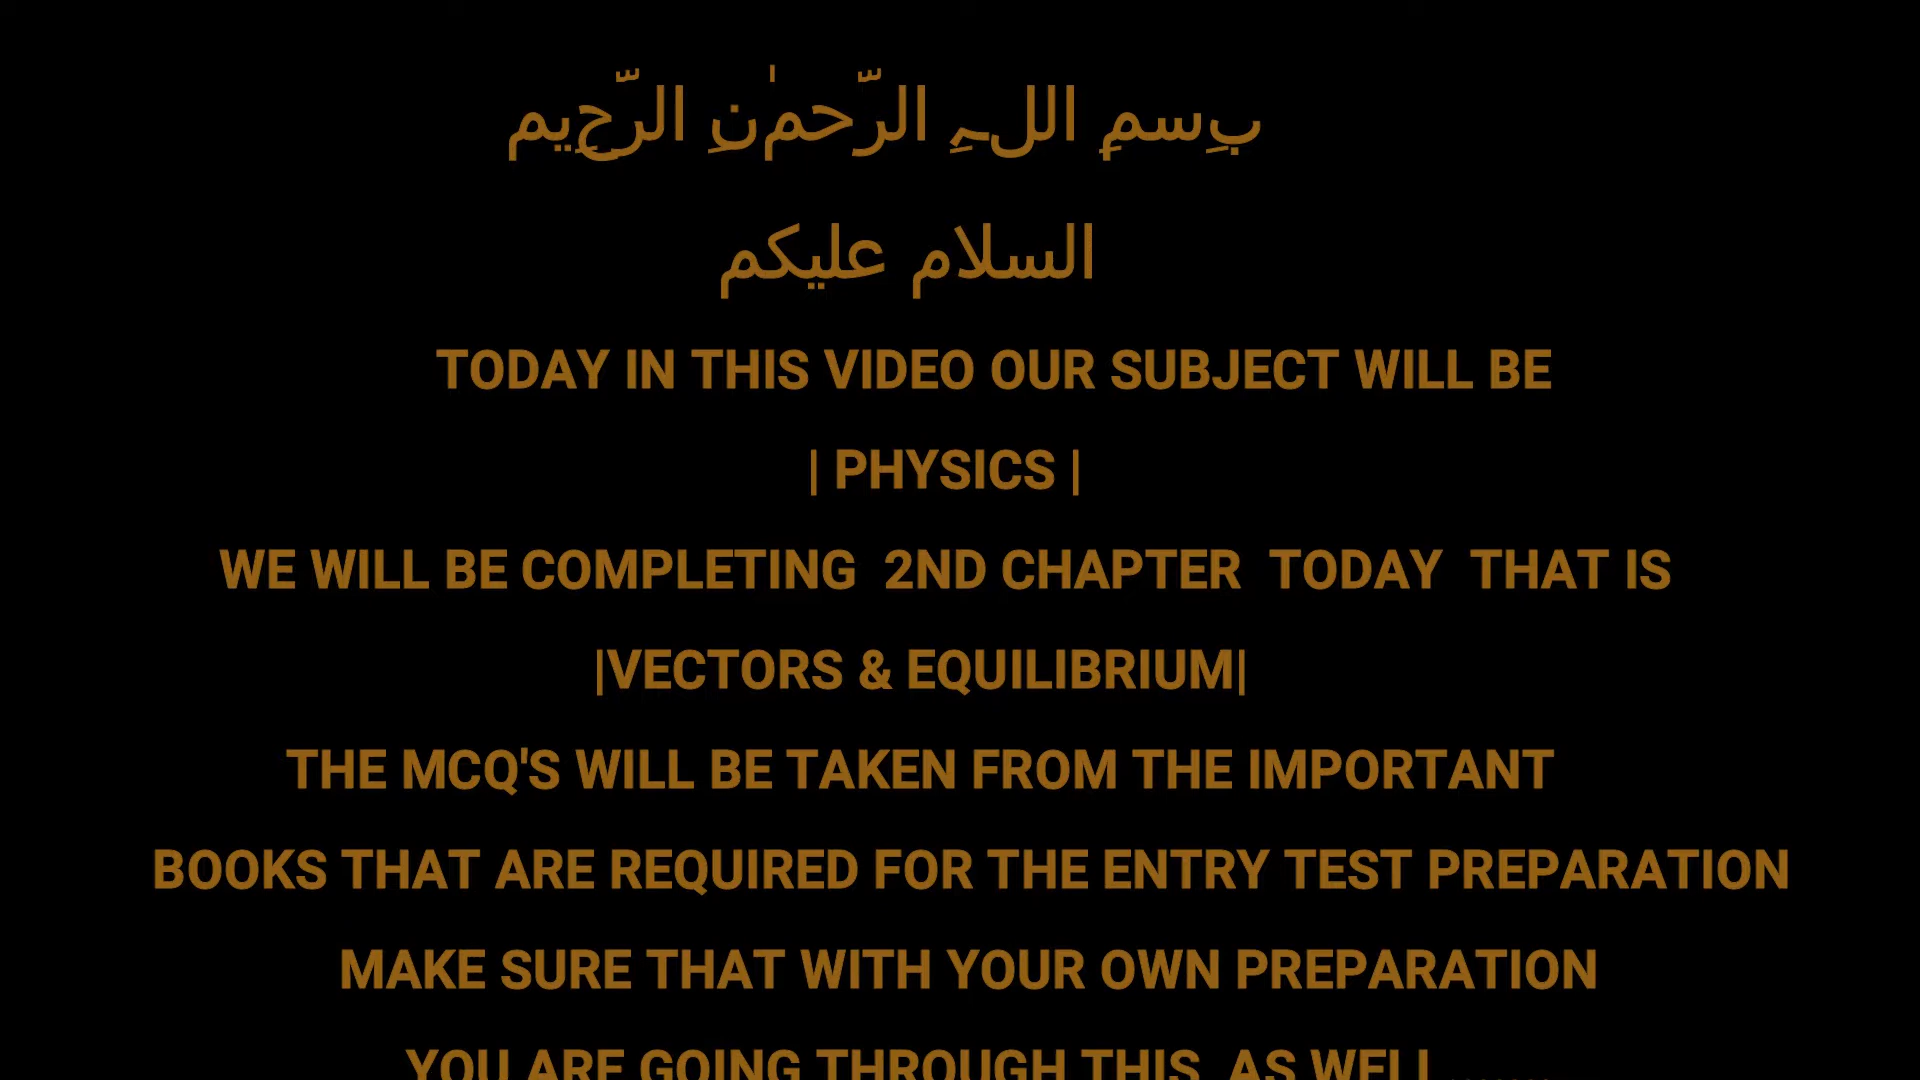 بِسمِ اللہِ الرَّحمٰنِ الرَّحِیم
السلام علیکم
TODAY IN THIS VIDEO OUR SUBJECT WILL BE
| PHYSICS |
WE WILL BE COMPLETING 2ND CHAPTER TODAY THAT IS
|VECTORS & EQUILIBRIUM|
THE MCQ'S WILL BE TAKEN FROM THE IMPORTANT
BOOKS THAT ARE REQUIRED FOR THE ENTRY TEST PREPARATION
MAKE SURE THAT WITH YOUR OWN PREPARATION
YOU ARE GOING THROUGH THIS AS WELL.......